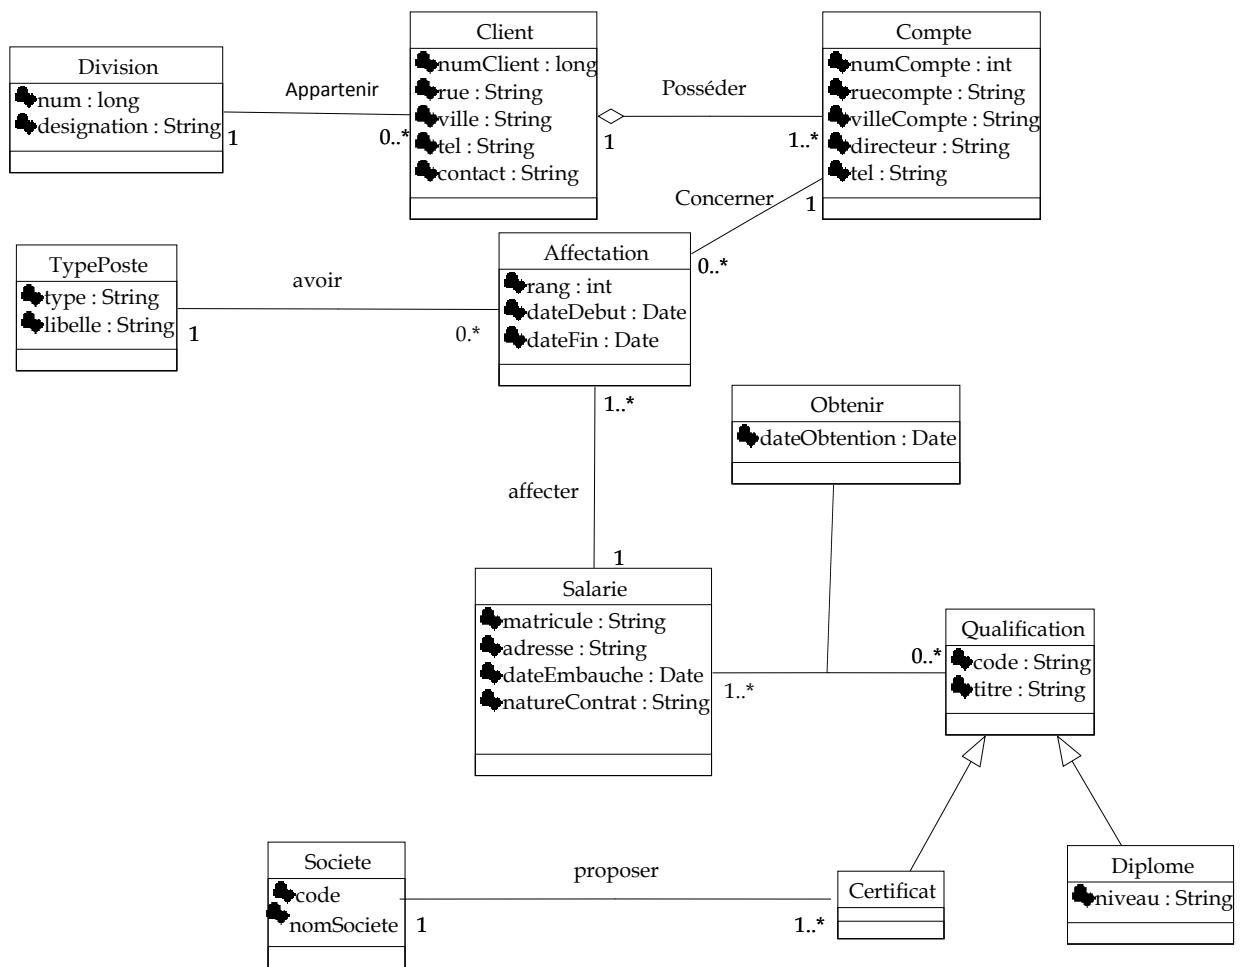 Division
num : long
designation : String
1
Appartenir
0..*
Client
numClient : long
rue : String
ville : String
tel : String
contact : String
1
Posséder
1..*
Compte
numCompte : int
ruecompte : String
villeCompte : String
directeur : String
tel : String
1
Concerner
0..*
TypePoste
type : String
libelle : String
1
avoir
0.*
Affectation
rang : int
dateDebut : Date
dateFin : Date
1..*
affecter
1
Obtenir
dateObtention : Date
Salarie
matricule : String
adresse : String
dateEmbauche : Date
natureContrat : String
1..*
0..*
Qualification
code : String
titre : String
Societe
code
nomSociete
1
proposer
1..*
Certificat
Diplome
niveau : String